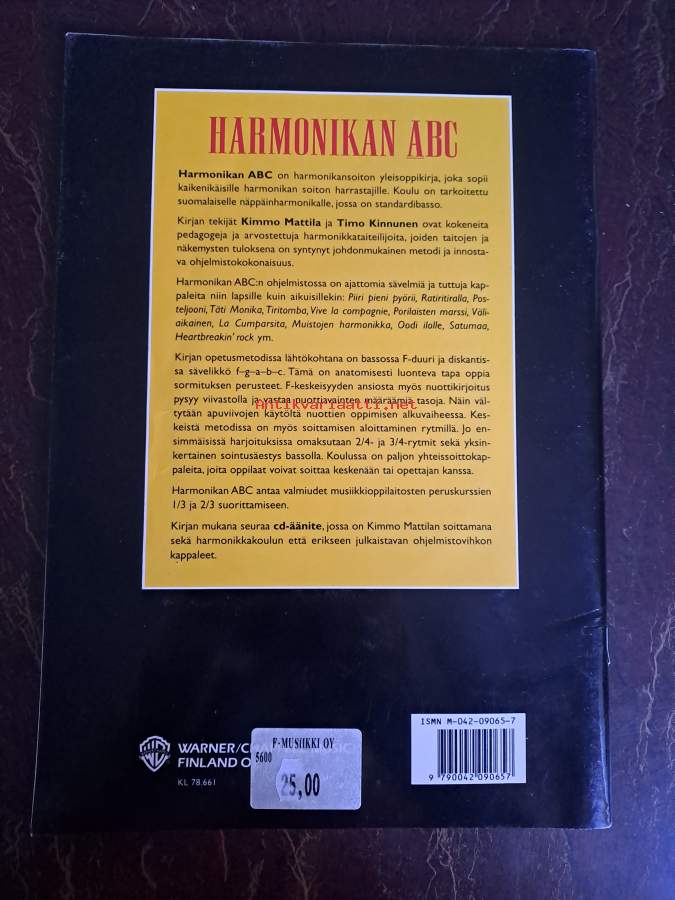 HARMONIKAN ABC
Harmonikan ABC on harmonikansoiton yleisoppikirja, joka sopii
kaikenikäisille harmonikan soiton harrastajille. Koulu on tarkoitettu
suomalaiselle näppäinharmonikalle, jossa on standardibasso.
Kirjan tekijät Kimmo Mattila ja Timo Kinnunen ovat kokeneita
pedagogeja ja arvostettuja harmonikkataiteilijoita, joiden taitojen ja
näkemysten tuloksena on syntynyt johdonmukainen metodi ja innosta-
va ohjelmistokokonaisuus.
Harmonikan ABC:n ohjelmistossa on ajattomia sävelmiä ja tuttuja kap-
paleita niin lapsille kuin aikuisillekin: Piiri pieni pyörii, Ratiritiralla, Pos-
teljooni, Täti Monika, Tiritomba, Vive la compagnie, Porilaisten marssi, Väli-
aikainen, La Cumparsita, Muistojen harmonikka, Oodi ilolle, Satumaa,
Heartbreakin' rock ym.
Kirjan opetusmetodissa lähtökohtana on bassossa F-duuri ja diskantis-
sa sävelikkö f–g–a–b–c. Tämä on anatomisesti luonteva tapa oppia
sormituksen perusteet. F-keskeisyyden ansiosta myös nuottikirjoitus
pysyy viivastolla ja vastaa nuottiavainten määräämiä tasoja. Näin väl-
Antikvariaatti.net
tytään apuviivojen käytöltä nuottien oppimisen alkuvaiheessa. Kes-
keistä metodissa on myös soittamisen aloittaminen rytmillä. Jo en-
simmäisissä harjoituksissa omaksutaan 2/4- ja 3/4-rytmit sekä yksin-
kertainen sointusäestys bassolla. Koulussa on paljon yhteissoittokap-
paleita, joita oppilaat voivat soittaa keskenään tai opettajan kanssa.
Harmonikan ABC antaa valmiudet musiikkioppilaitosten peruskurssien
1/3 ja 2/3 suorittamiseen.
Kirjan mukana seuraa cd-äänite, jossa on Kimmo Mattilan soittamana
sekä harmonikkakoulun että erikseen julkaistavan ohjelmistovihkon
kappaleet.
WARNER/CHAPPELL MUSIC
FINLAND O
KL 78.661
F-MUSIIKKI OY
5600
25,00
ISMN M-042-09065-7
9 790042 090657